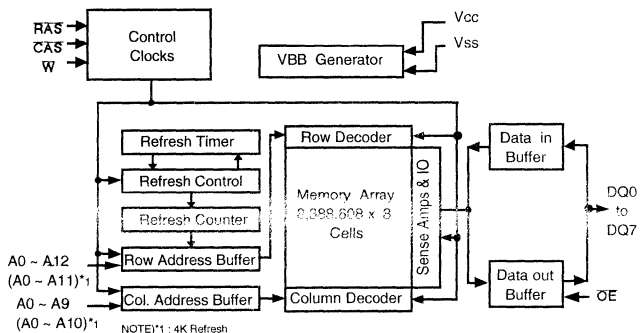 RAS
CAS
W
Control
Clocks
VBB Generator
Vcc
Vss
Refresh Timer
Refresh Control
Refresh Counter
Row Address Buffer
Col. Address Buffer
Row Decoder
Memory Array
8,388,608 x 8
Cells
Column Decoder
Sense Amps & IO
Data in
Buffer
Data out
Buffer
DQ0
to
DQ7
OE
A0 ~ A12
(A0 ~ A11)*1
A0 ~ A9
(A0 ~ A10)*1
NOTE)*1 : 4K Refresh